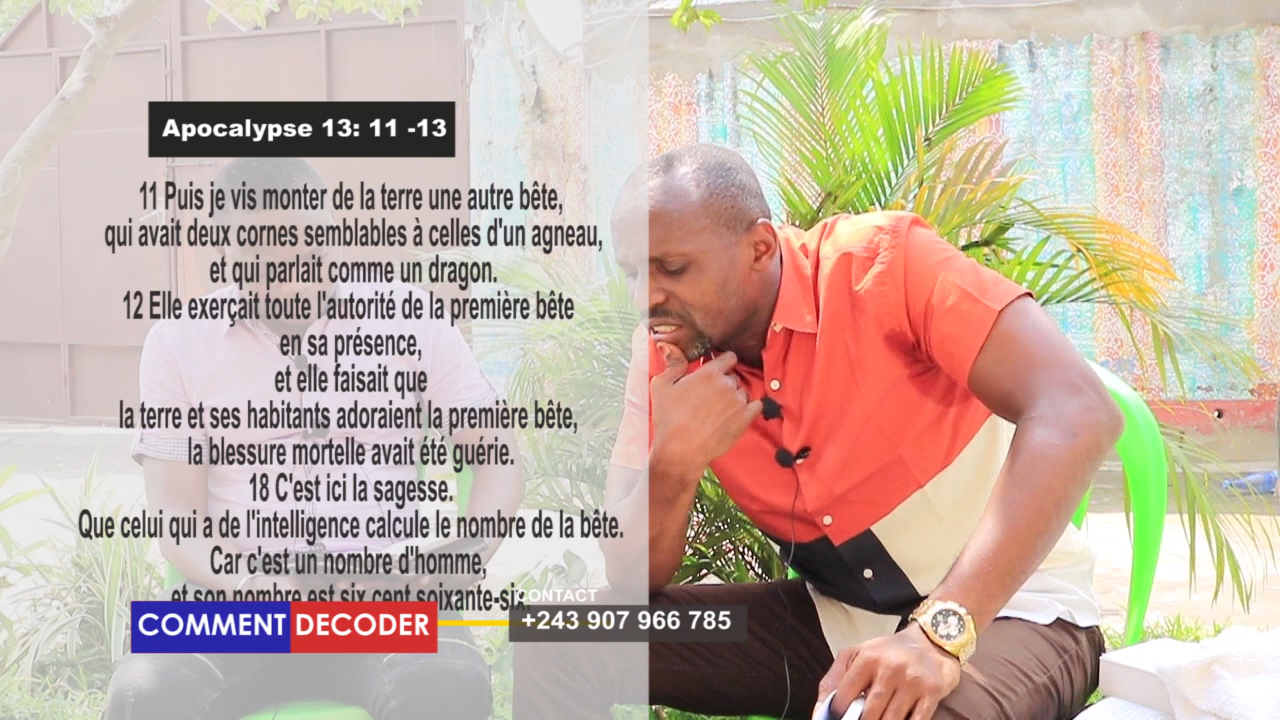 Apocalypse 13: 11 -13
11 Puis je vis monter de la terre une autre bête,
qui avait deux cornes semblables à celles d'un agneau,
et qui parlait comme un dragon.
12 Elle exerçait toute l'autorité de la première bête
en sa présence,
et elle faisait que
la terre et ses habitants adoraient la première bête,
la blessure mortelle avait été guérie.
18 C'est ici la sagesse.
Que celui qui a de l'intelligence calcule le nombre de la bête.
Car c'est un nombre d'homme,
et son nombre est six cent soixante-six.
COMMENT DECODER
CONTACT
+243 907 966 785